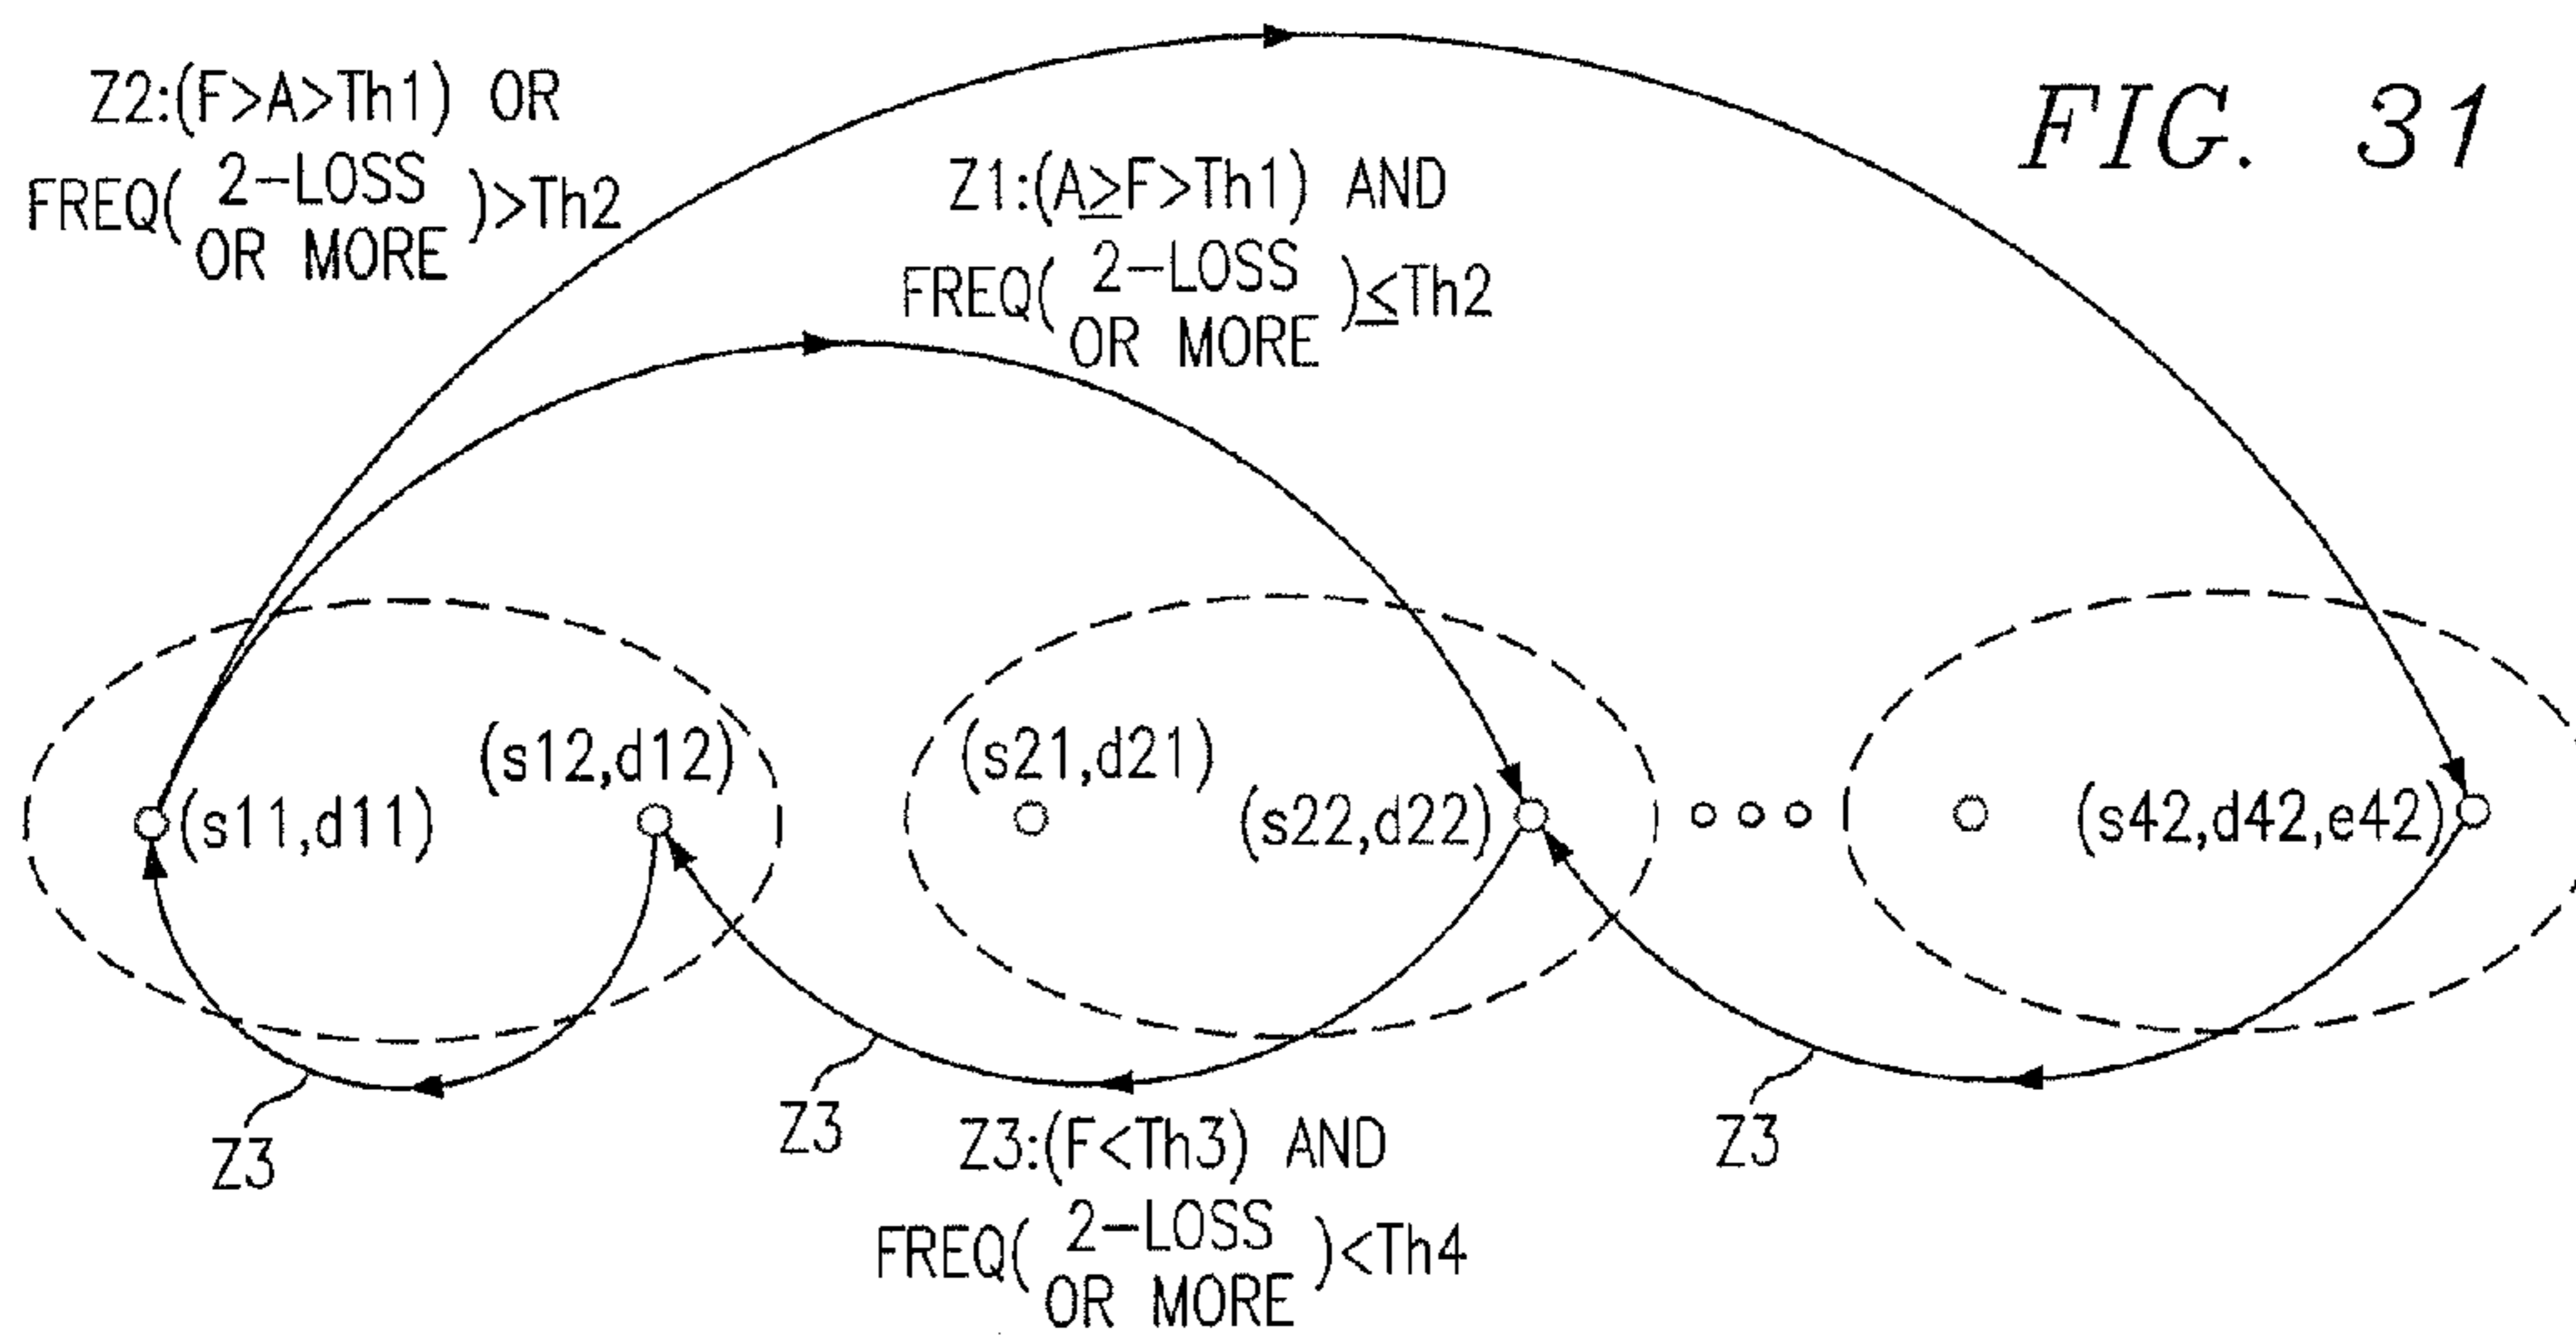 FIG. 31
Z2:(F>A>Th1) OR
FREQ( 2-LOSS OR MORE )>Th2
Z1:(A≥F>Th1) AND
FREQ( 2-LOSS OR MORE )≤Th2
(s11,d11)
(s12,d12)
(s21,d21)
(s22,d22)
(s42,d42,e42)
Z3
Z3
Z3
Z3:(F<Th3) AND
FREQ( 2-LOSS OR MORE )<Th4